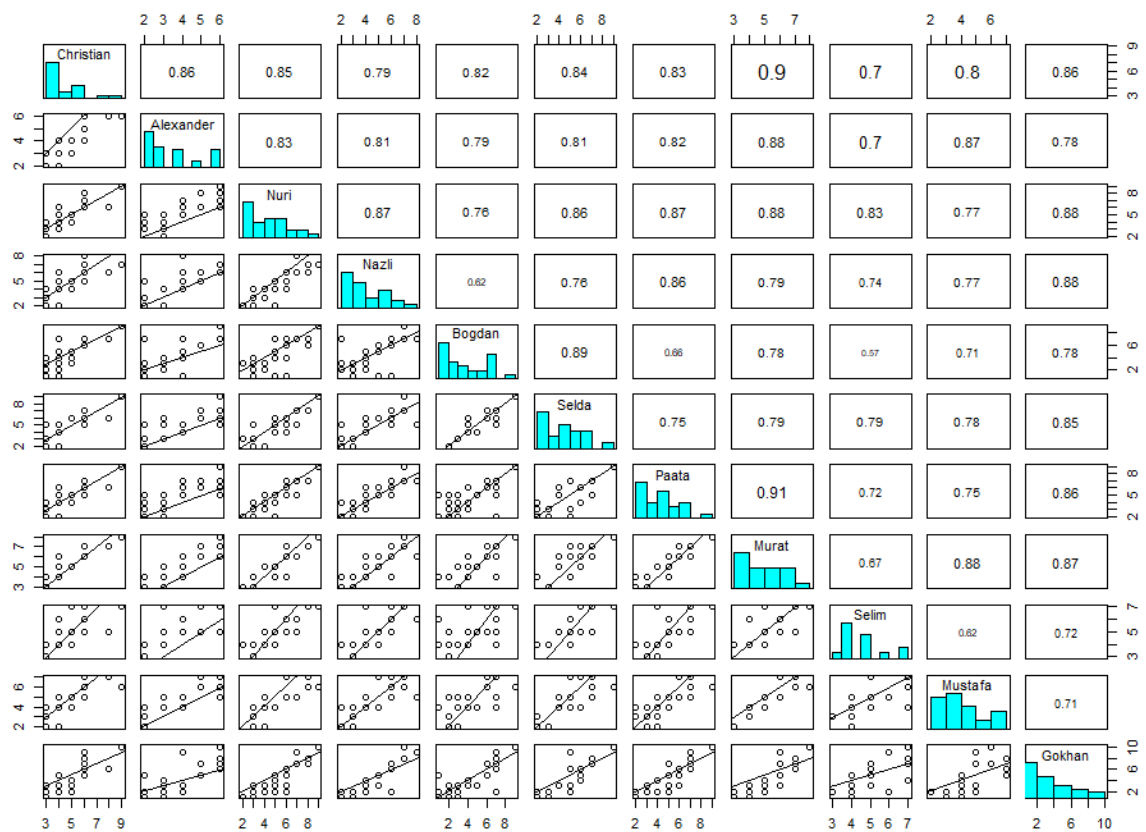 2 3 4 5 6 2 4 6 8 2 4 6 8 3 5 7 2 4 6
Christian 0.86 0.85 0.79 0.82 0.84 0.83 0.9 0.7 0.8 0.86 3 6 9
2 4 6 Alexander 0.83 0.81 0.79 0.81 0.82 0.88 0.7 0.87 0.78
Nuri 0.87 0.76 0.86 0.87 0.88 0.83 0.77 0.88 2 4 8
2 5 8 Nazli 0.62 0.76 0.86 0.79 0.74 0.77 0.88
Bogdan 0.89 0.66 0.78 0.57 0.71 0.78 2 6
2 5 8 Selda 0.75 0.79 0.79 0.78 0.85
Paata 0.91 0.72 0.75 0.86 2 4 8
3 5 7 Murat 0.67 0.88 0.87
Selim 0.62 0.72 3 5 7
2 4 6 Mustafa 0.71
Gokhan 2 6 10
3 5 7 9 2 4 6 8 2 4 6 8 2 4 6 8 3 4 5 6 7 2 6 10